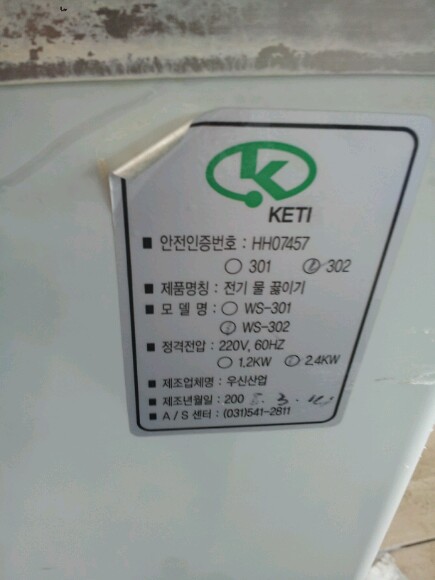 KETI
■ 안전인증번호 : HH07457
○ 301 ○ 302
■ 제품명칭 : 전기 물 끓이기
■ 모 델 명 : ○ WS-301
○ WS-302
■ 정격전압 : 220V, 60HZ
○ 1,2KW ○ 2,4KW
■ 제조업체명 : 우신산업
■ 제조년월일 : 200 . 3 .
■ A / S 센터 : (031)541-2811